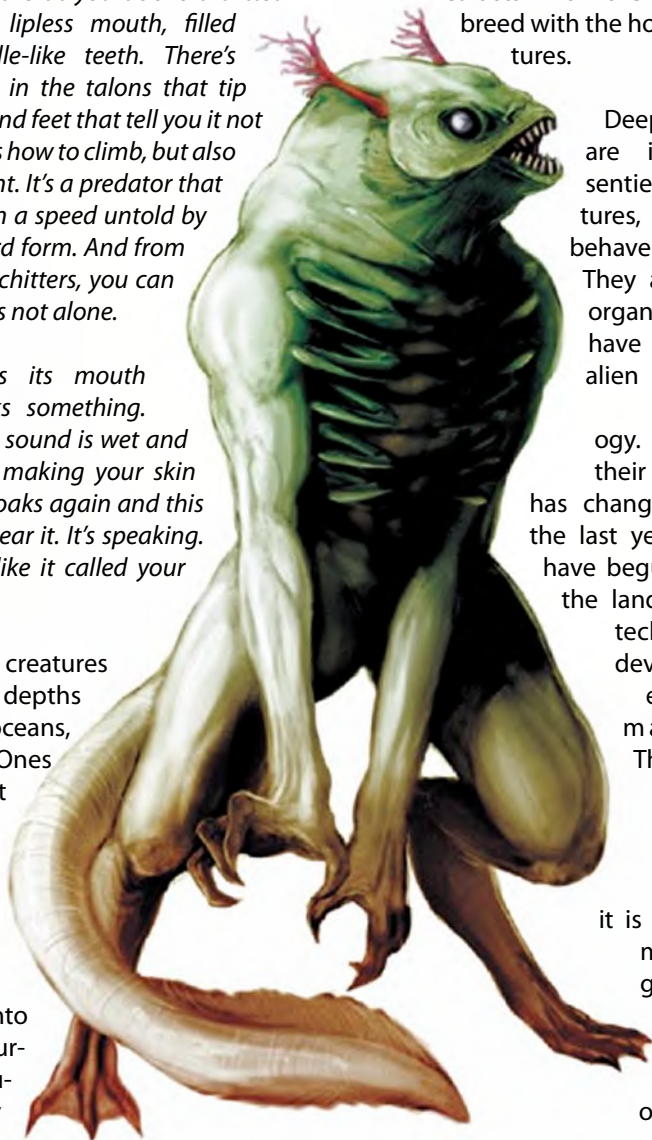 lipless mouth, filled
teeth. There's
in the talons that tip
nd feet that tell you it not
s how to climb, but also
nt. It's a predator that
n a speed untold by
rd form. And from
chitters, you can
s not alone.
s its mouth
ks something.
sound is wet and
making your skin
oaks again and this
ear it. It's speaking.
like it called your
creatures
depths
oceans,
Ones
t
nto
ur-
u-
breed with the ho
tures.
Deep
are i
sentie
tures,
behave
They a
organ
have
alien
ogy.
their
has chang
the last ye
have begu
the land
tech
dev
e
ma
Th
it is
m
g
o